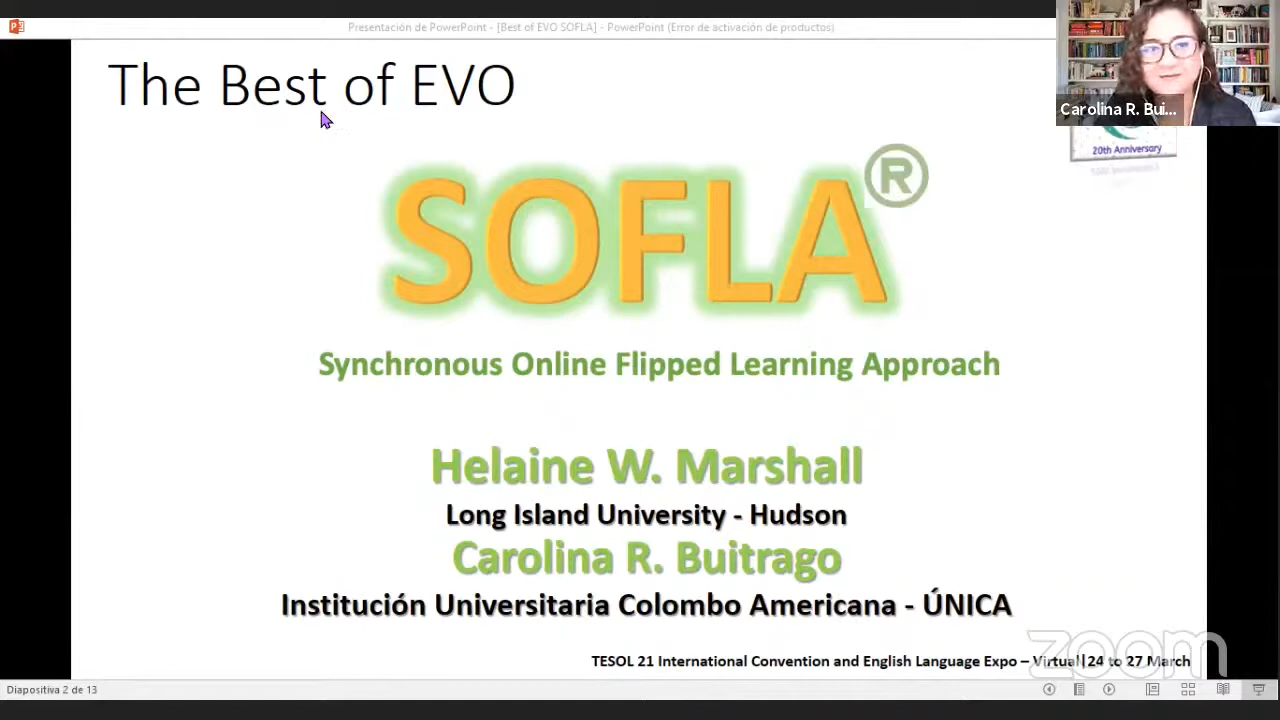 Presentación de PowerPoint - [Best of EVO SOFLA] - PowerPoint (Error de activación de productos)
The Best of EVO
Carolina R. Bui...
20th Anniversary
SOFLA®
Synchronous Online Flipped Learning Approach
Helaine W. Marshall
Long Island University - Hudson
Carolina R. Buitrago
Institución Universitaria Colombo Americana - ÚNICA
TESOL 21 International Convention and English Language Expo – Virtual|24 to 27 March
zoom
Diapositiva 2 de 13